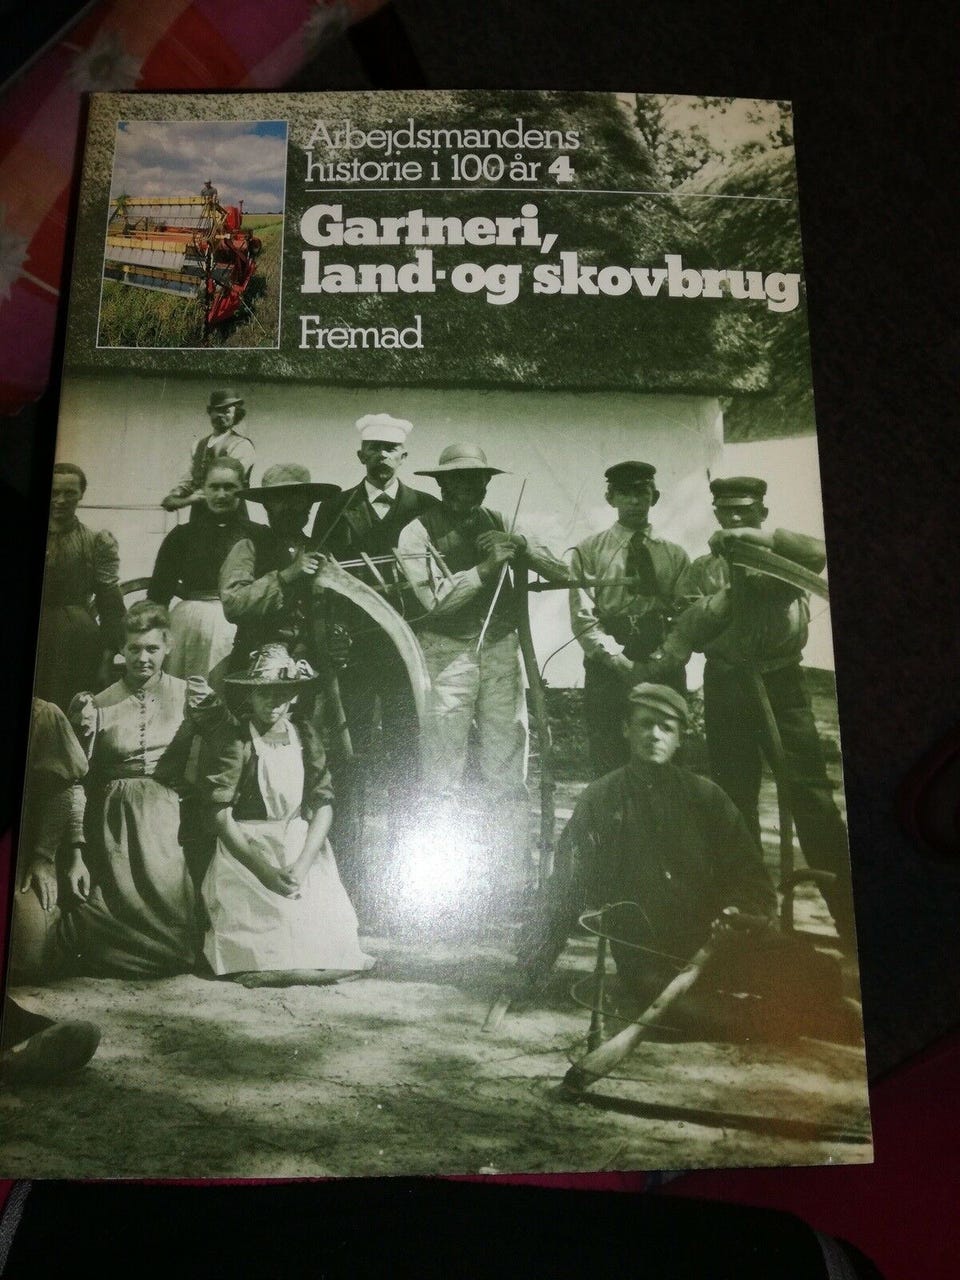 Arbejdsmandens
historie i 100 år 4
Gartneri,
land- og skovbrug
Fremad